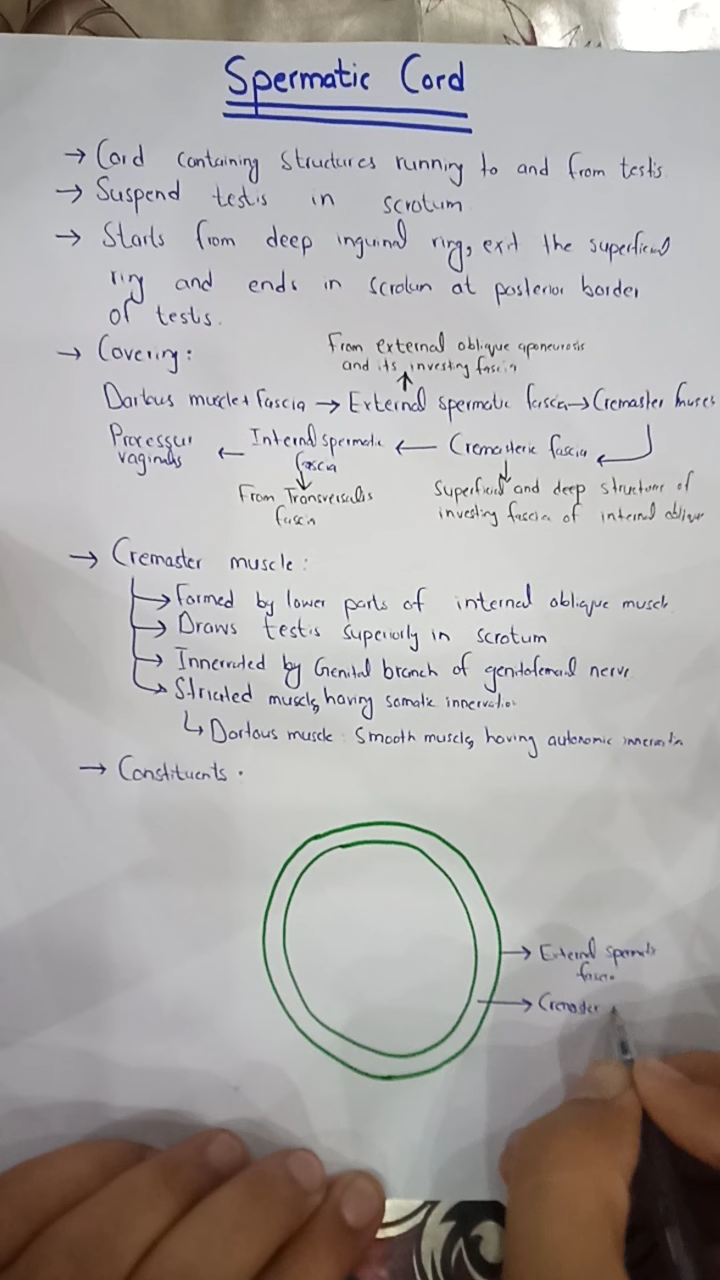 Spermatic Cord
→ Cord containing structures running to and from testis
→ Suspend testis in scrotum
→ Starts from deep inguinal ring, exit the superficial
ring and ends in scrotum at posterior border
of testis.
→ Covering:
From external oblique aponeurosis
and its investing fascia
Dartous muscle + Fascia → External spermatic fascia → Cremaster muscles
Processus vaginalis ← Internal spermatic fascia ← Cremasteric fascia
From Transversalis fascia
Superficial and deep structure of
investing fascia of internal oblique
→ Cremaster muscle:
→ Formed by lower parts of internal oblique muscle
→ Draws testis superiorly in scrotum
→ Innervated by Genital branch of genitofemoral nerve
→ Striated muscle, having somatic innervation
↳ Dartous muscle: Smooth muscle, having autonomic innervation
→ Constituents.
→ External spermatic
fascia
→ Cremaster